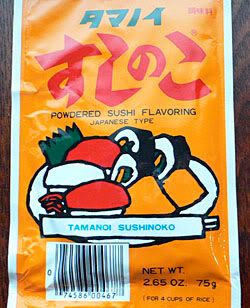 タマノイ
調味料
すしのこ®
POWDERED SUSHI FLAVORING
JAPANESE TYPE
TAMANOI SUSHINOKO
0 74586 00467
NET WT.
2.65 OZ. 75g
(FOR 4 CUPS OF RICE)